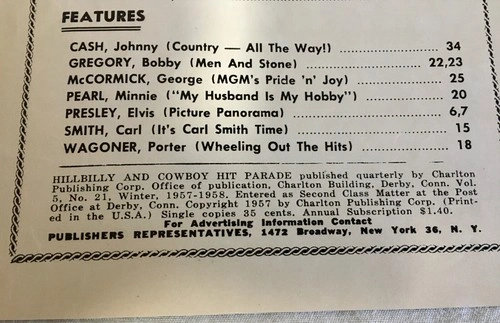 FEATURES
CASH, Johnny (Country — All The Way!) .......................... 34
GREGORY, Bobby (Men And Stone) ........................... 22,23
McCORMICK, George (MGM's Pride 'n' Joy) ..................... 25
PEARL, Minnie ("My Husband Is My Hobby") .................. 20
PRESLEY, Elvis (Picture Panorama) ................................. 6,7
SMITH, Carl (It's Carl Smith Time) ................................... 15
WAGONER, Porter (Wheeling Out The Hits) ..................... 18
HILLBILLY AND COWBOY HIT PARADE published quarterly by Charlton
Publishing Corp. Office of publication, Charlton Building, Derby, Conn. Vol.
5, No. 21, Winter, 1957-1958. Entered as Second Class Matter at the Post
Office at Derby, Conn. Copyright 1957 by Charlton Publishing Corp. (Print-
ed in the U.S.A.) Single copies 35 cents. Annual Subscription $1.40.
For Advertising Information Contact
PUBLISHERS REPRESENTATIVES, 1472 Broadway, New York 36, N. Y.